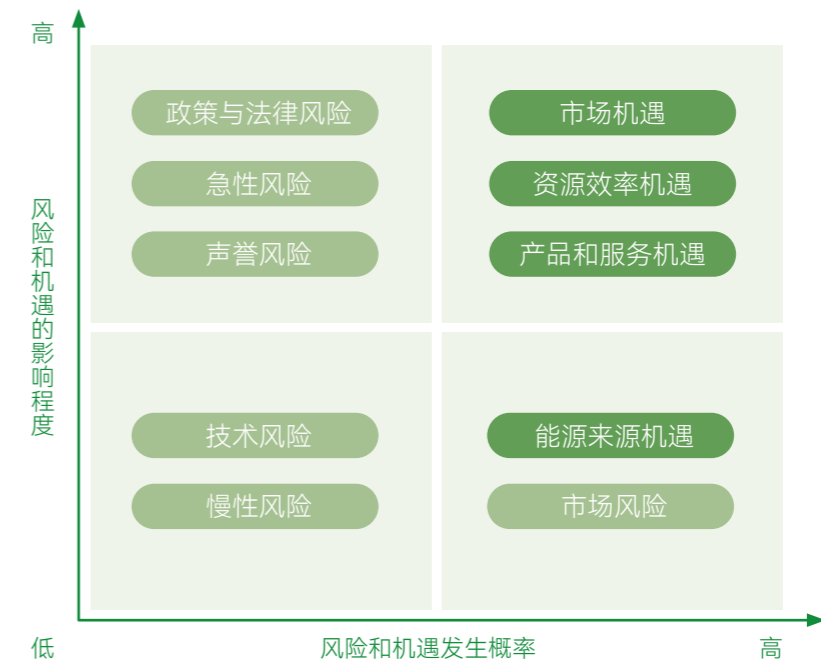 高
风险和机遇的影响程度
政策与法律风险
急性风险
声誉风险
市场机遇
资源效率机遇
产品和服务机遇
技术风险
慢性风险
能源来源机遇
市场风险
低
风险和机遇发生概率
高